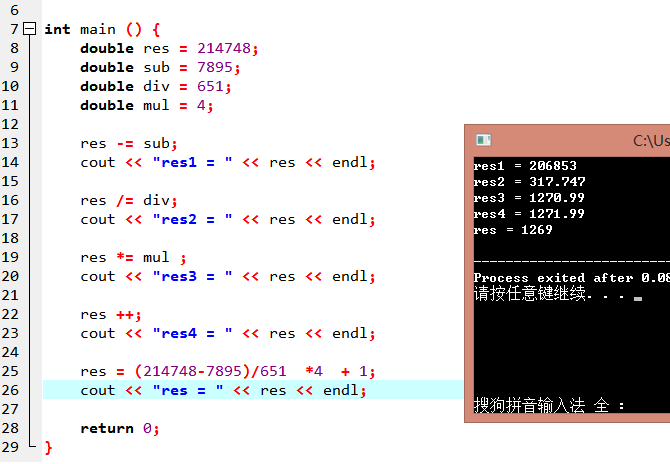 6
7 int main () {
8 double res = 214748;
9 double sub = 7895;
10 double div = 651;
11 double mul = 4;
12
13 res -= sub;
14 cout << "res1 = " << res << endl;
15
16 res /= div;
17 cout << "res2 = " << res << endl;
18
19 res *= mul ;
20 cout << "res3 = " << res << endl;
21
22 res ++;
23 cout << "res4 = " << res << endl;
24
25 res = (214748-7895)/651  *4  + 1;
26 cout << "res = " << res << endl;
27
28 return 0;
29 }
C:\Us
res1 = 206853
res2 = 317.747
res3 = 1270.99
res4 = 1271.99
res = 1269
--------------------------------
Process exited after 0.08
请按任意键继续. . .
搜狗拼音输入法 全 :